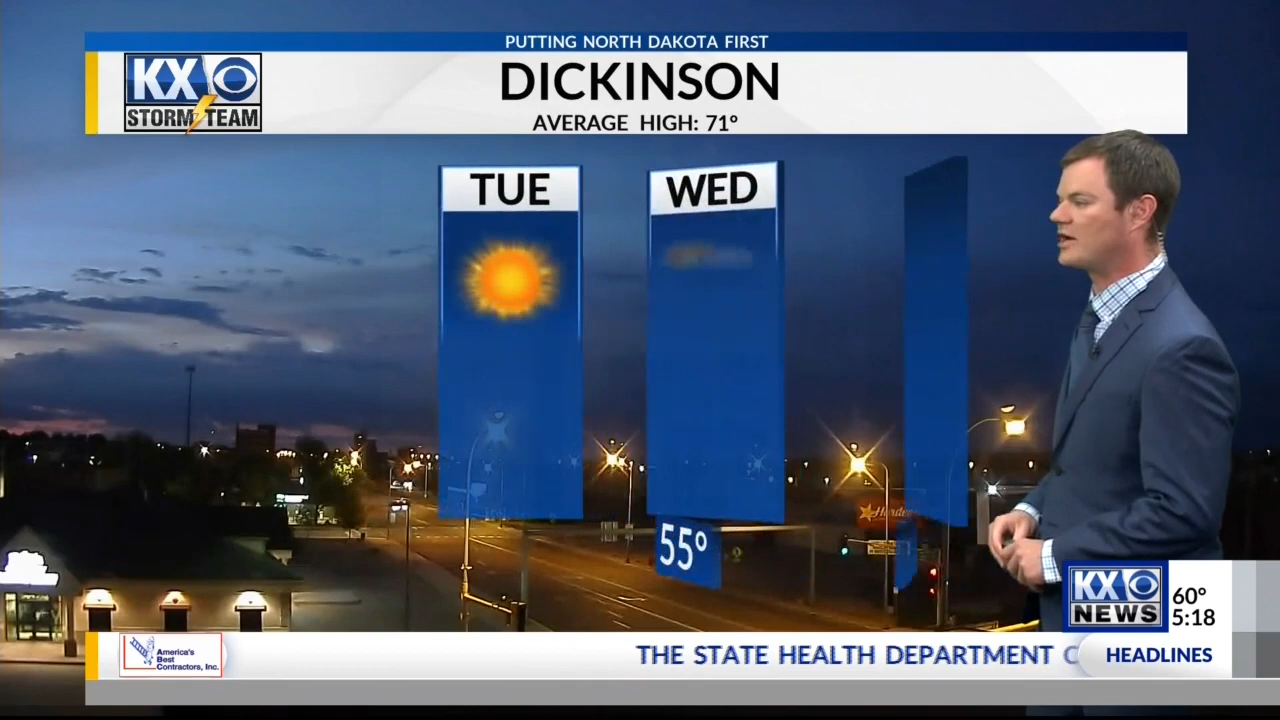 PUTTING NORTH DAKOTA FIRST
KX
STORM TEAM
DICKINSON
AVERAGE HIGH: 71°
TUE
WED
55°
KX
NEWS
60°
5:18
America's
Best
Contractors, Inc.
THE STATE HEALTH DEPARTMENT
HEADLINES